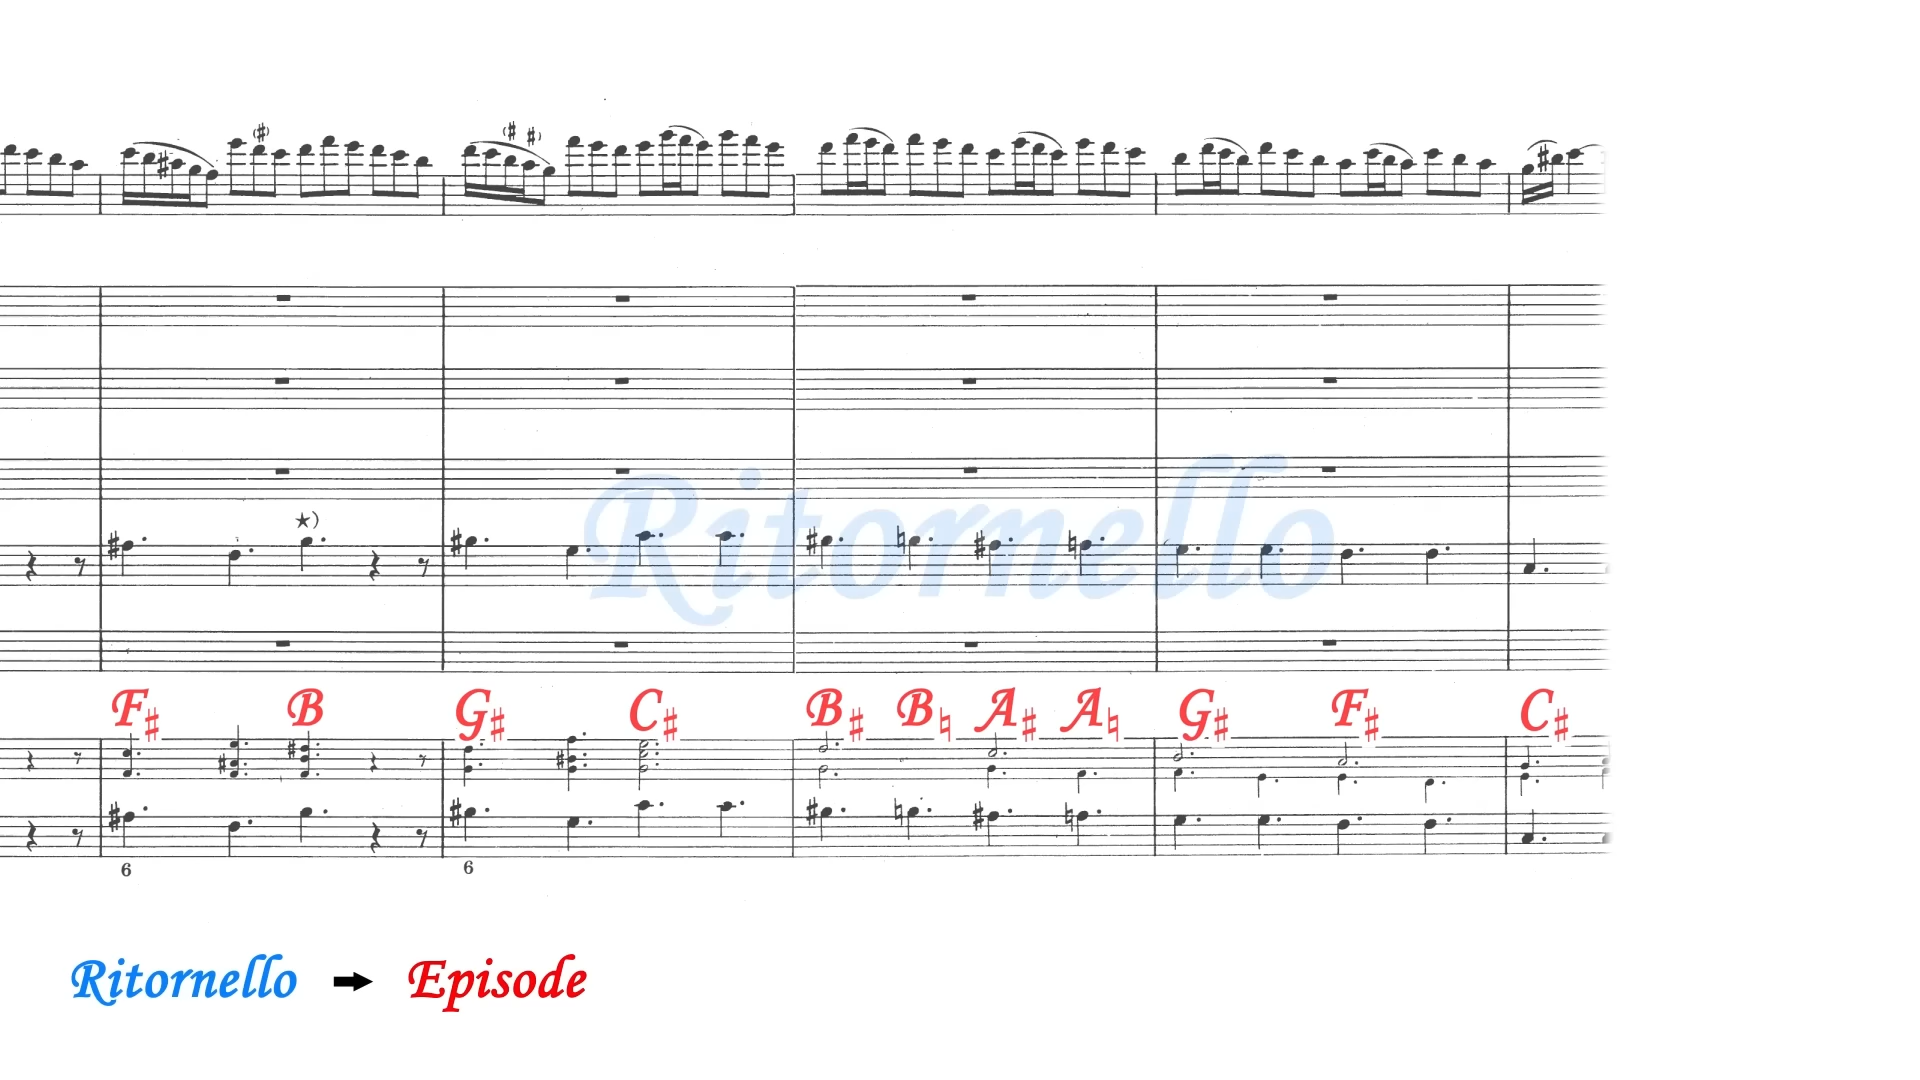 (♯)
(♯ ♯)
Ritornello
★)
F♯ B G♯ C♯ B♯ B♮ A♯ A♮ G♯ F♯ C♯
6 6
Ritornello ➡ Episode